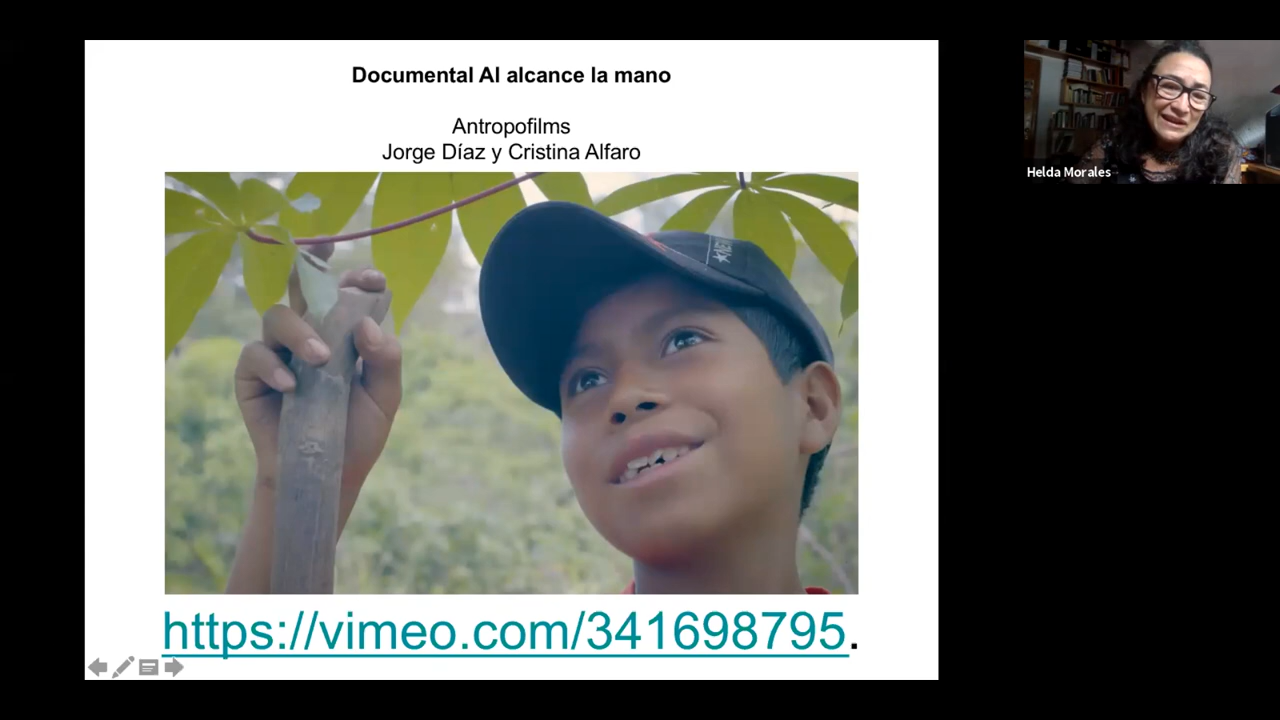 Documental Al alcance la mano
Antropofilms
Jorge Díaz y Cristina Alfaro
https://vimeo.com/341698795.
Helda Morales